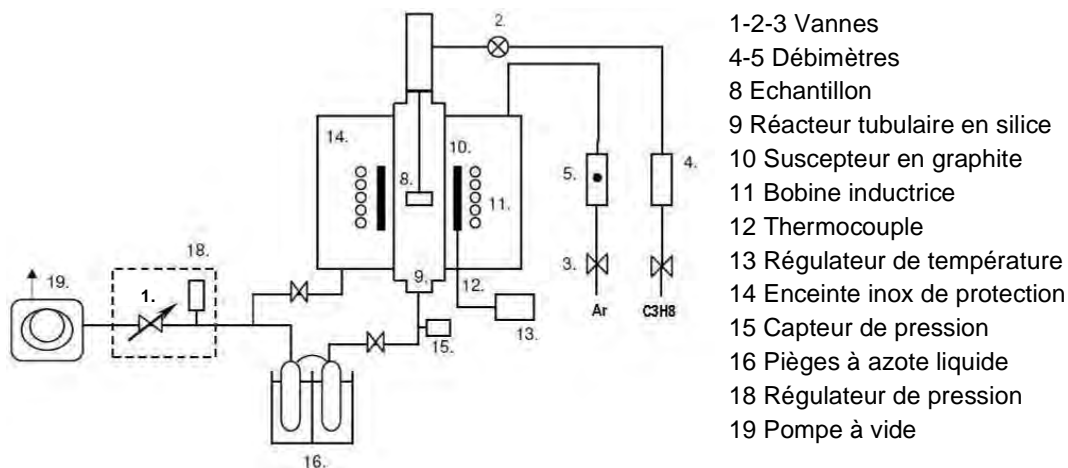 2.
14.
10.
8.
11.
5.
4.
3.
Ar
C3H8
9.
12.
13.
15.
18.
1.
19.
16.
1-2-3 Vannes
4-5 Débimètres
8 Echantillon
9 Réacteur tubulaire en silice
10 Suscepteur en graphite
11 Bobine inductrice
12 Thermocouple
13 Régulateur de température
14 Enceinte inox de protection
15 Capteur de pression
16 Pièges à azote liquide
18 Régulateur de pression
19 Pompe à vide